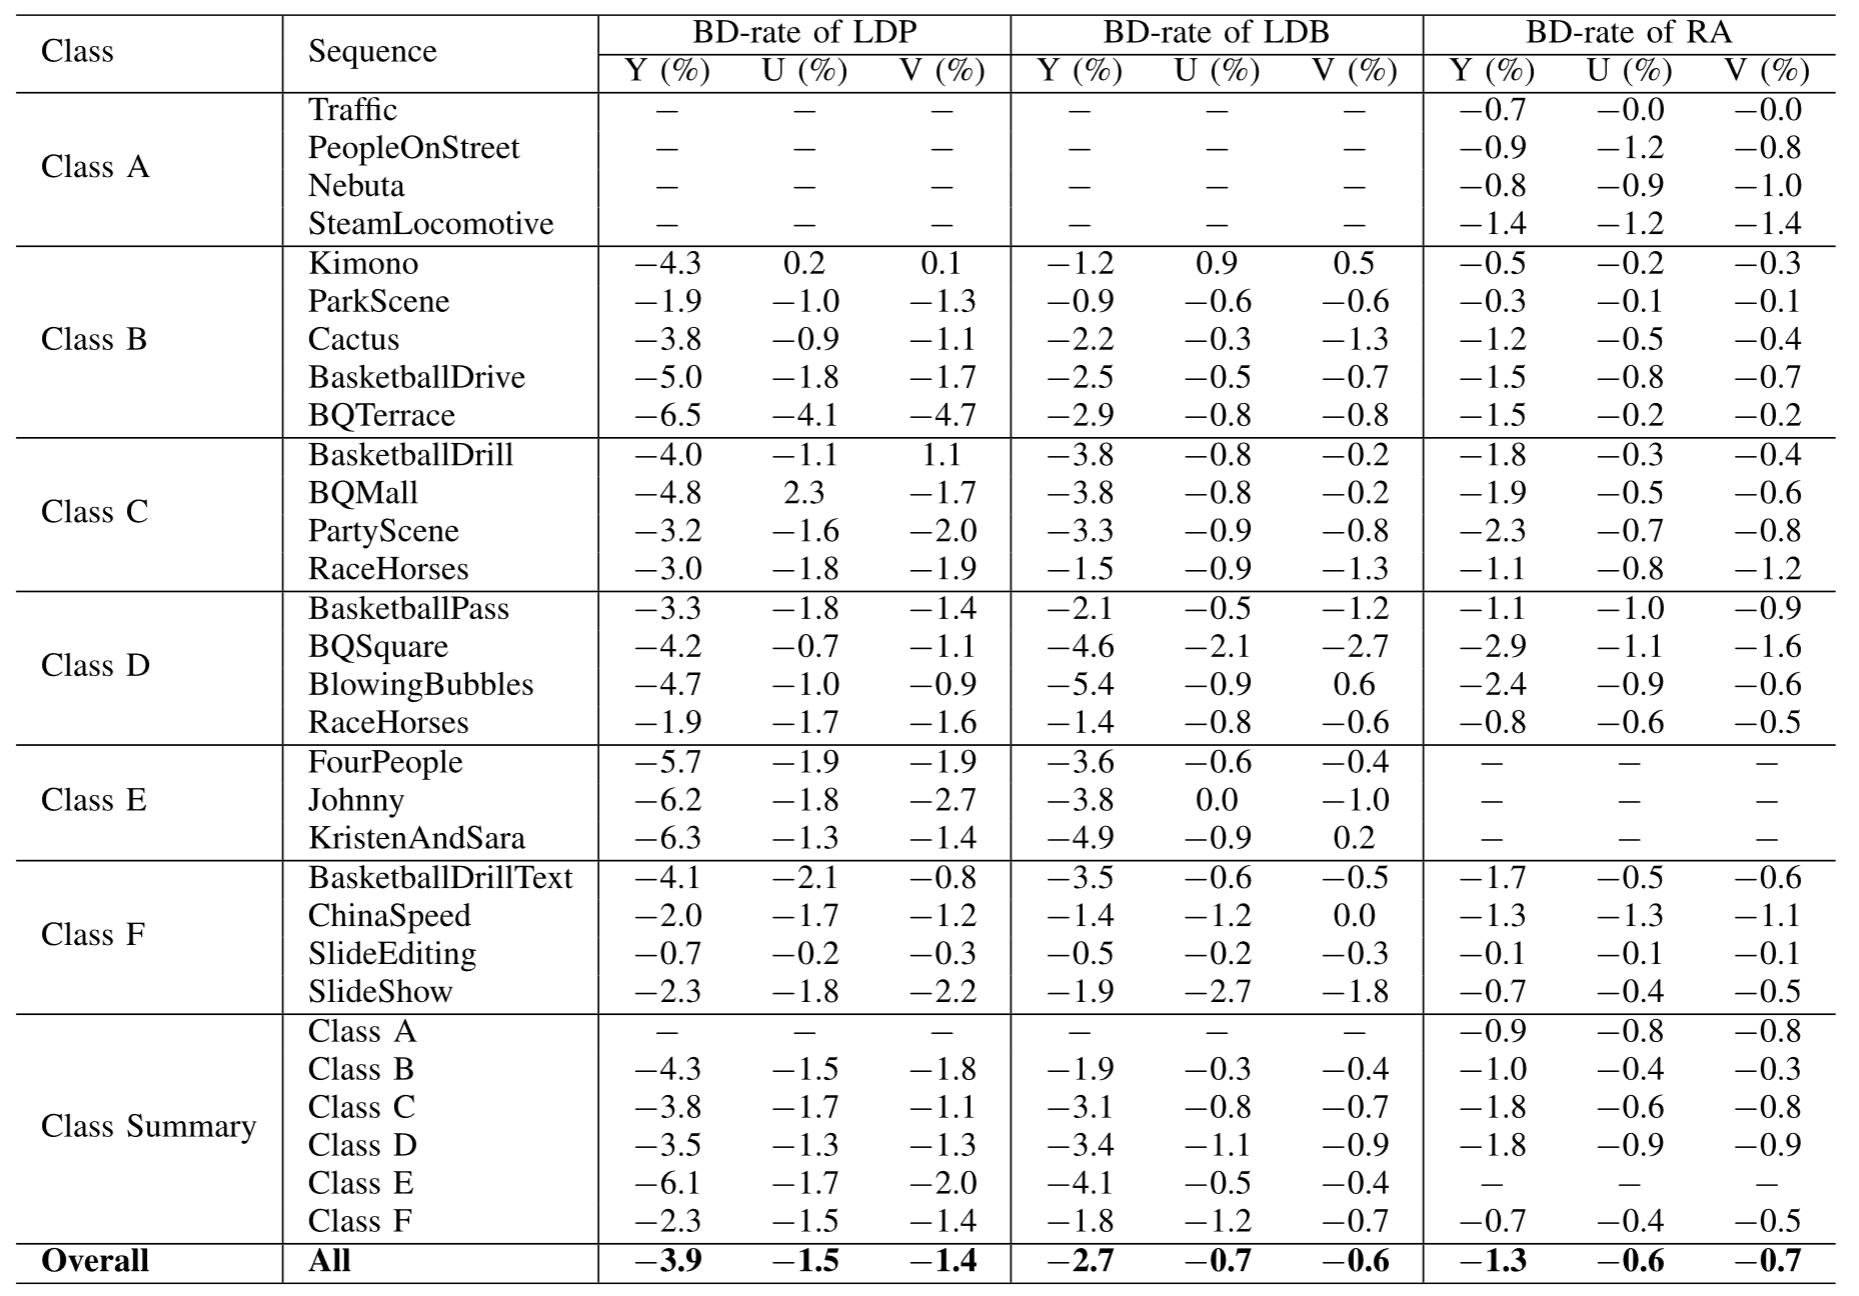 Class Sequence BD-rate of LDP BD-rate of LDB BD-rate of RA
Y (%) U (%) V (%) Y (%) U (%) V (%) Y (%) U (%) V (%)
Class A Traffic − − − − − − −0.7 −0.0 −0.0
PeopleOnStreet − − − − − − −0.9 −1.2 −0.8
Nebuta − − − − − − −0.8 −0.9 −1.0
SteamLocomotive − − − − − − −1.4 −1.2 −1.4
Class B Kimono −4.3 0.2 0.1 −1.2 0.9 0.5 −0.5 −0.2 −0.3
ParkScene −1.9 −1.0 −1.3 −0.9 −0.6 −0.6 −0.3 −0.1 −0.1
Cactus −3.8 −0.9 −1.1 −2.2 −0.3 −1.3 −1.2 −0.5 −0.4
BasketballDrive −5.0 −1.8 −1.7 −2.5 −0.5 −0.7 −1.5 −0.8 −0.7
BQTerrace −6.5 −4.1 −4.7 −2.9 −0.8 −0.8 −1.5 −0.2 −0.2
Class C BasketballDrill −4.0 −1.1 1.1 −3.8 −0.8 −0.2 −1.8 −0.3 −0.4
BQMall −4.8 2.3 −1.7 −3.8 −0.8 −0.2 −1.9 −0.5 −0.6
PartyScene −3.2 −1.6 −2.0 −3.3 −0.9 −0.8 −2.3 −0.7 −0.8
RaceHorses −3.0 −1.8 −1.9 −1.5 −0.9 −1.3 −1.1 −0.8 −1.2
Class D BasketballPass −3.3 −1.8 −1.4 −2.1 −0.5 −1.2 −1.1 −1.0 −0.9
BQSquare −4.2 −0.7 −1.1 −4.6 −2.1 −2.7 −2.9 −1.1 −1.6
BlowingBubbles −4.7 −1.0 −0.9 −5.4 −0.9 0.6 −2.4 −0.9 −0.6
RaceHorses −1.9 −1.7 −1.6 −1.4 −0.8 −0.6 −0.8 −0.6 −0.5
Class E FourPeople −5.7 −1.9 −1.9 −3.6 −0.6 −0.4 − − −
Johnny −6.2 −1.8 −2.7 −3.8 0.0 −1.0 − − −
KristenAndSara −6.3 −1.3 −1.4 −4.9 −0.9 0.2 − − −
Class F BasketballDrillText −4.1 −2.1 −0.8 −3.5 −0.6 −0.5 −1.7 −0.5 −0.6
ChinaSpeed −2.0 −1.7 −1.2 −1.4 −1.2 0.0 −1.3 −1.3 −1.1
SlideEditing −0.7 −0.2 −0.3 −0.5 −0.2 −0.3 −0.1 −0.1 −0.1
SlideShow −2.3 −1.8 −2.2 −1.9 −2.7 −1.8 −0.7 −0.4 −0.5
Class Summary Class A − − − − − − −0.9 −0.8 −0.8
Class B −4.3 −1.5 −1.8 −1.9 −0.3 −0.4 −1.0 −0.4 −0.3
Class C −3.8 −1.7 −1.1 −3.1 −0.8 −0.7 −1.8 −0.6 −0.8
Class D −3.5 −1.3 −1.3 −3.4 −1.1 −0.9 −1.8 −0.9 −0.9
Class E −6.1 −1.7 −2.0 −4.1 −0.5 −0.4 − − −
Class F −2.3 −1.5 −1.4 −1.8 −1.2 −0.7 −0.7 −0.4 −0.5
Overall All −3.9 −1.5 −1.4 −2.7 −0.7 −0.6 −1.3 −0.6 −0.7